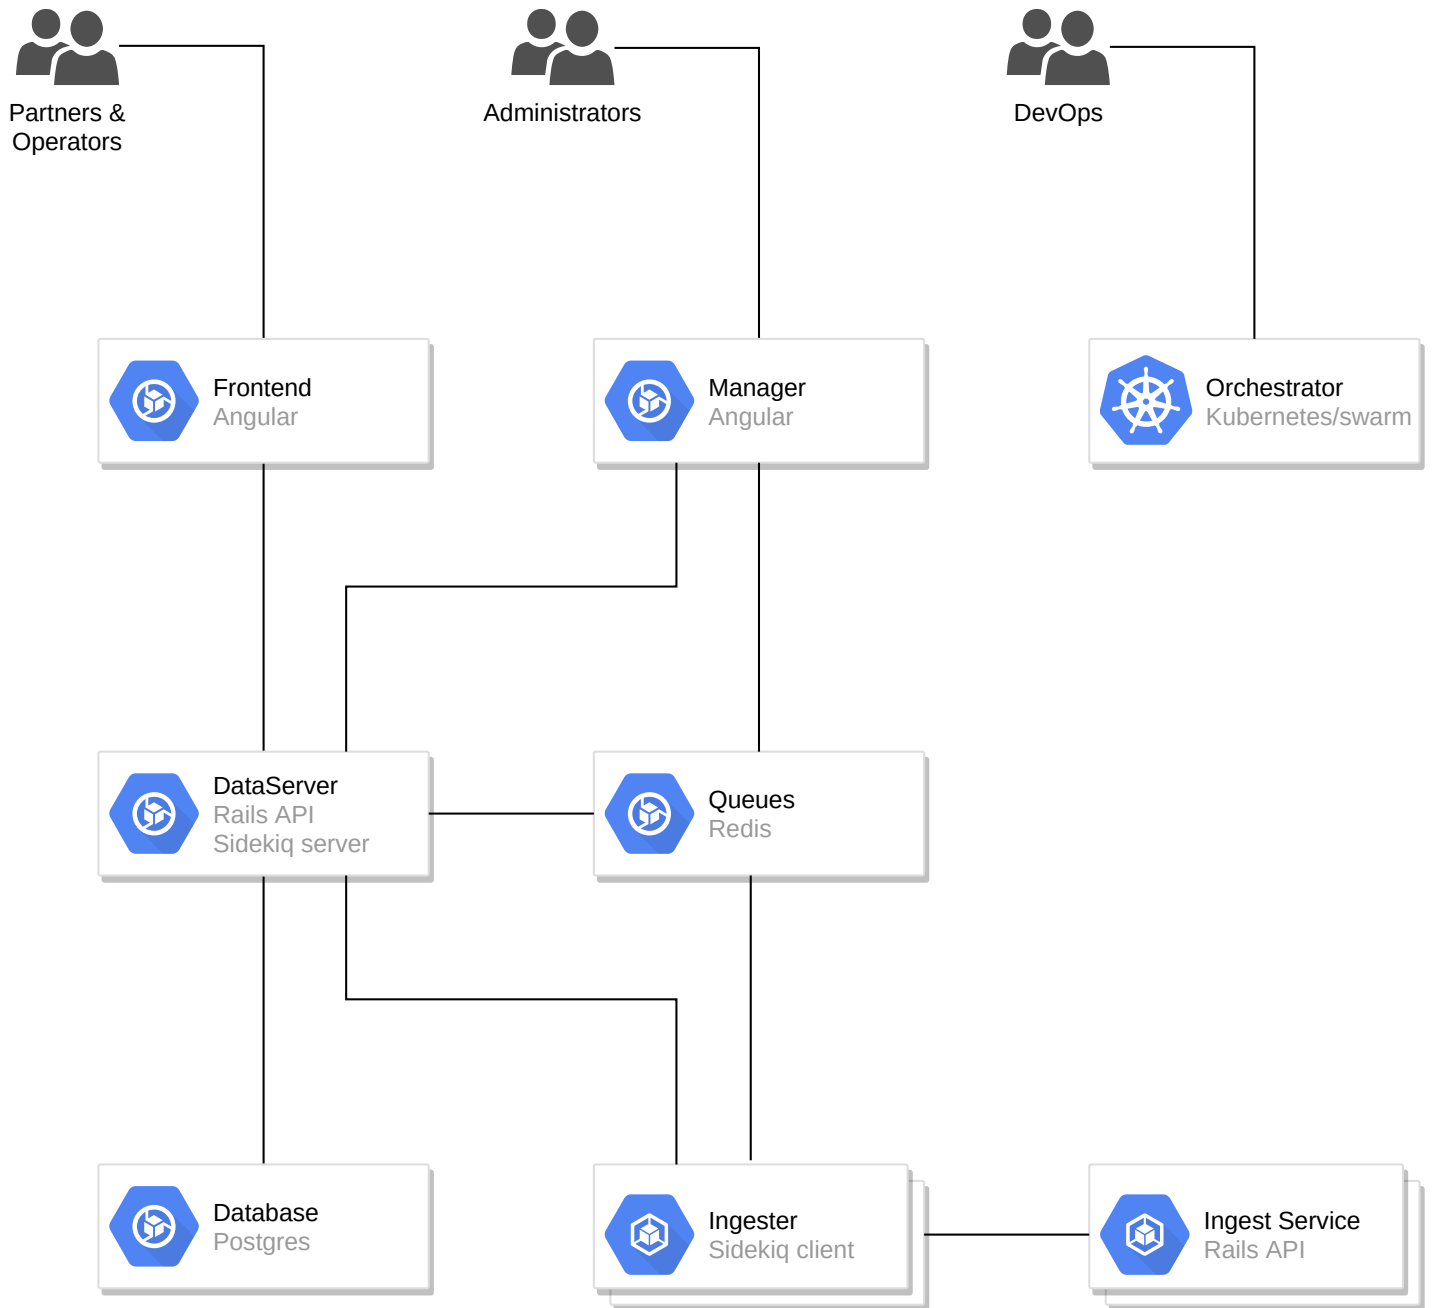 Partners &
Operators
Administrators
DevOps
Frontend
Angular
Manager
Angular
Orchestrator
Kubernetes/swarm
DataServer
Rails API
Sidekiq server
Queues
Redis
Database
Postgres
Ingester
Sidekiq client
Ingest Service
Rails API